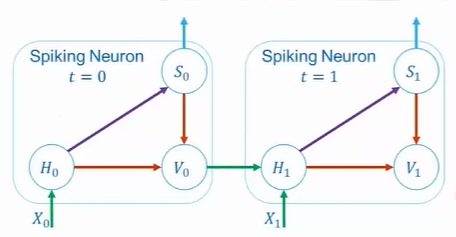 Spiking Neuron
t = 0
S₀
H₀
V₀
X₀
Spiking Neuron
t = 1
S₁
H₁
V₁
X₁